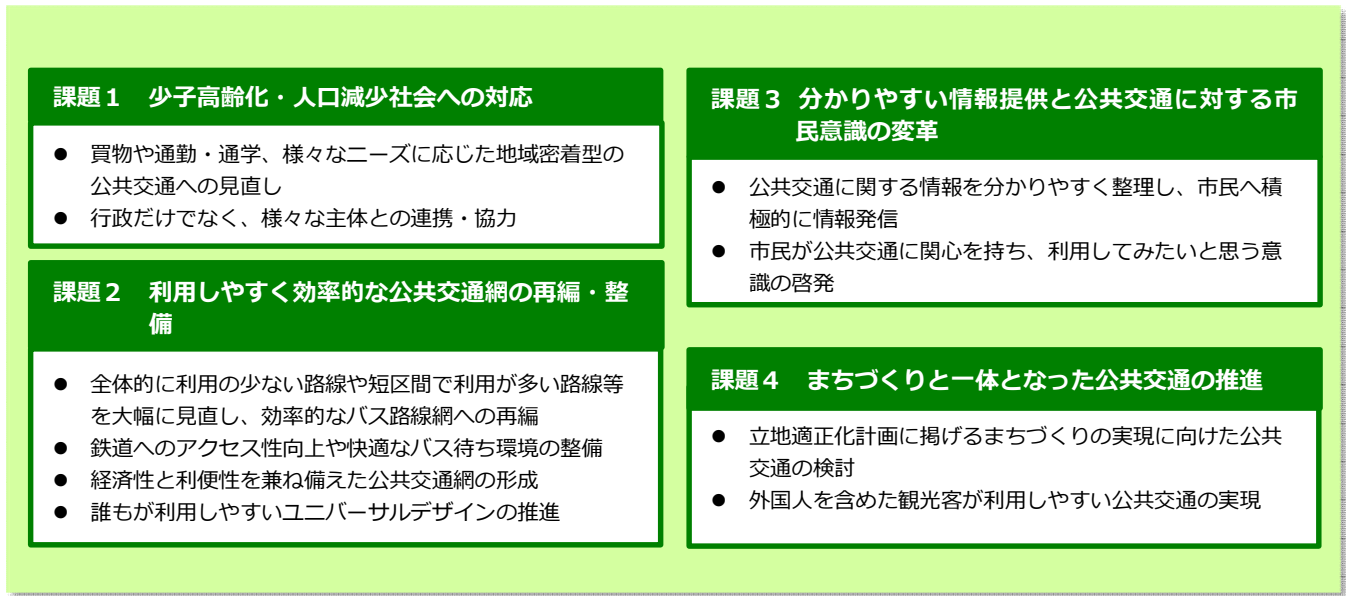 課題１　少子高齢化・人口減少社会への対応
● 買物や通勤・通学、様々なニーズに応じた地域密着型の
公共交通への見直し
● 行政だけでなく、様々な主体との連携・協力
課題２　利用しやすく効率的な公共交通網の再編・整
備
● 全体的に利用の少ない路線や短区間で利用が多い路線等
を大幅に見直し、効率的なバス路線網への再編
● 鉄道へのアクセス性向上や快適なバス待ち環境の整備
● 経済性と利便性を兼ね備えた公共交通網の形成
● 誰もが利用しやすいユニバーサルデザインの推進
課題３ 分かりやすい情報提供と公共交通に対する市
民意識の変革
● 公共交通に関する情報を分かりやすく整理し、市民へ積
極的に情報発信
● 市民が公共交通に関心を持ち、利用してみたいと思う意
識の啓発
課題４　まちづくりと一体となった公共交通の推進
● 立地適正化計画に掲げるまちづくりの実現に向けた公共
交通の検討
● 外国人を含めた観光客が利用しやすい公共交通の実現